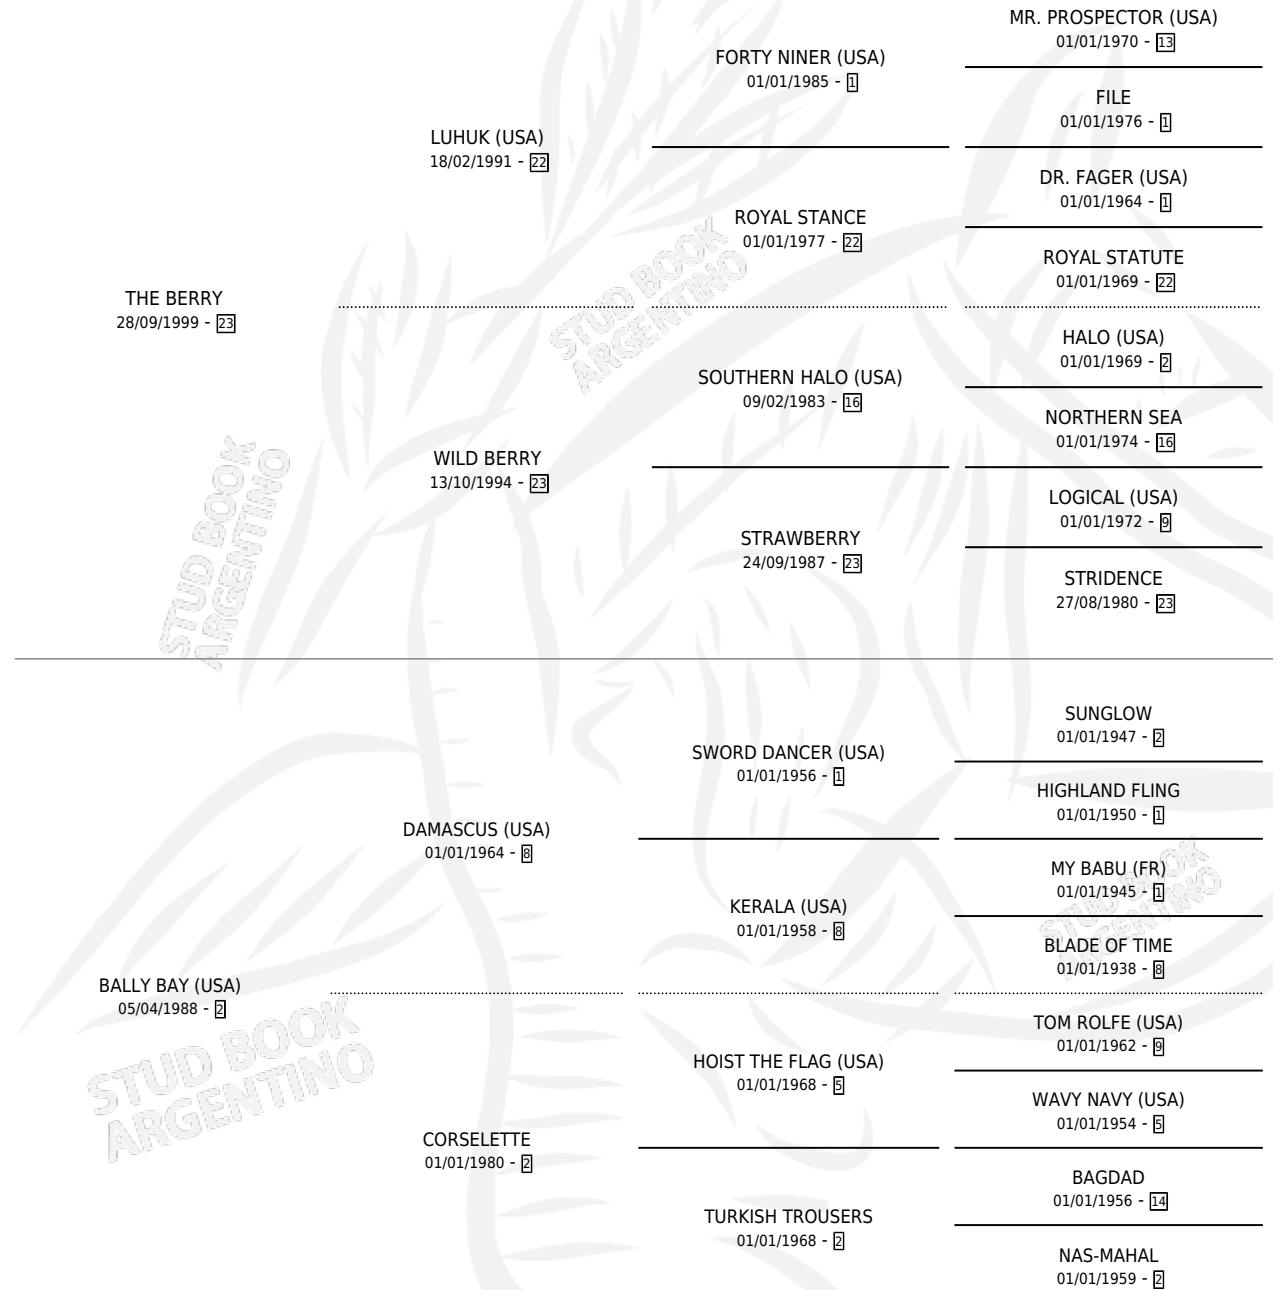 MR. PROSPECTOR (USA)
01/01/1970 - 13
FORTY NINER (USA)
01/01/1985 - 1
FILE
01/01/1976 - 1
LUHUK (USA)
18/02/1991 - 22
DR. FAGER (USA)
01/01/1964 - 1
ROYAL STANCE
01/01/1977 - 22
ROYAL STATUTE
01/01/1969 - 22
THE BERRY
28/09/1999 - 23
STUD BOOK
ARGENTINO
HALO (USA)
01/01/1969 - 2
SOUTHERN HALO (USA)
09/02/1983 - 16
NORTHERN SEA
01/01/1974 - 16
WILD BERRY
13/10/1994 - 23
LOGICAL (USA)
01/01/1972 - 9
STRAWBERRY
24/09/1987 - 23
STRIDENCE
27/08/1980 - 23
STUD BOOK
ARGENTINO
SUNGLOW
01/01/1947 - 2
SWORD DANCER (USA)
01/01/1956 - 1
HIGHLAND FLING
01/01/1950 - 1
DAMASCUS (USA)
01/01/1964 - 8
MY BABU (FR)
01/01/1945 - 1
KERALA (USA)
01/01/1958 - 8
BLADE OF TIME
01/01/1938 - 8
STUD BOOK
ARGENTINO
BALLY BAY (USA)
05/04/1988 - 2
TOM ROLFE (USA)
01/01/1962 - 9
HOIST THE FLAG (USA)
01/01/1968 - 5
WAVY NAVY (USA)
01/01/1954 - 5
STUD BOOK
ARGENTINO
CORSELETTE
01/01/1980 - 2
BAGDAD
01/01/1956 - 14
TURKISH TROUSERS
01/01/1968 - 2
NAS-MAHAL
01/01/1959 - 2